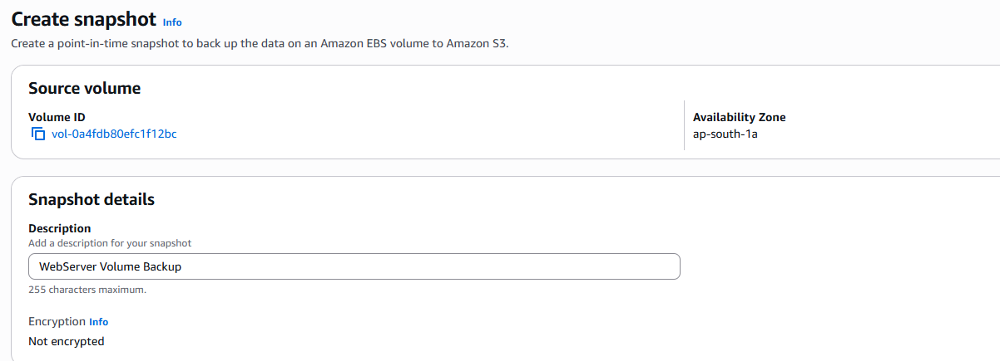 Create snapshot Info
Create a point-in-time snapshot to back up the data on an Amazon EBS volume to Amazon S3.
Source volume
Volume ID
vol-0a4fdb80efc1f12bc
Availability Zone
ap-south-1a
Snapshot details
Description
Add a description for your snapshot
WebServer Volume Backup
255 characters maximum.
Encryption Info
Not encrypted